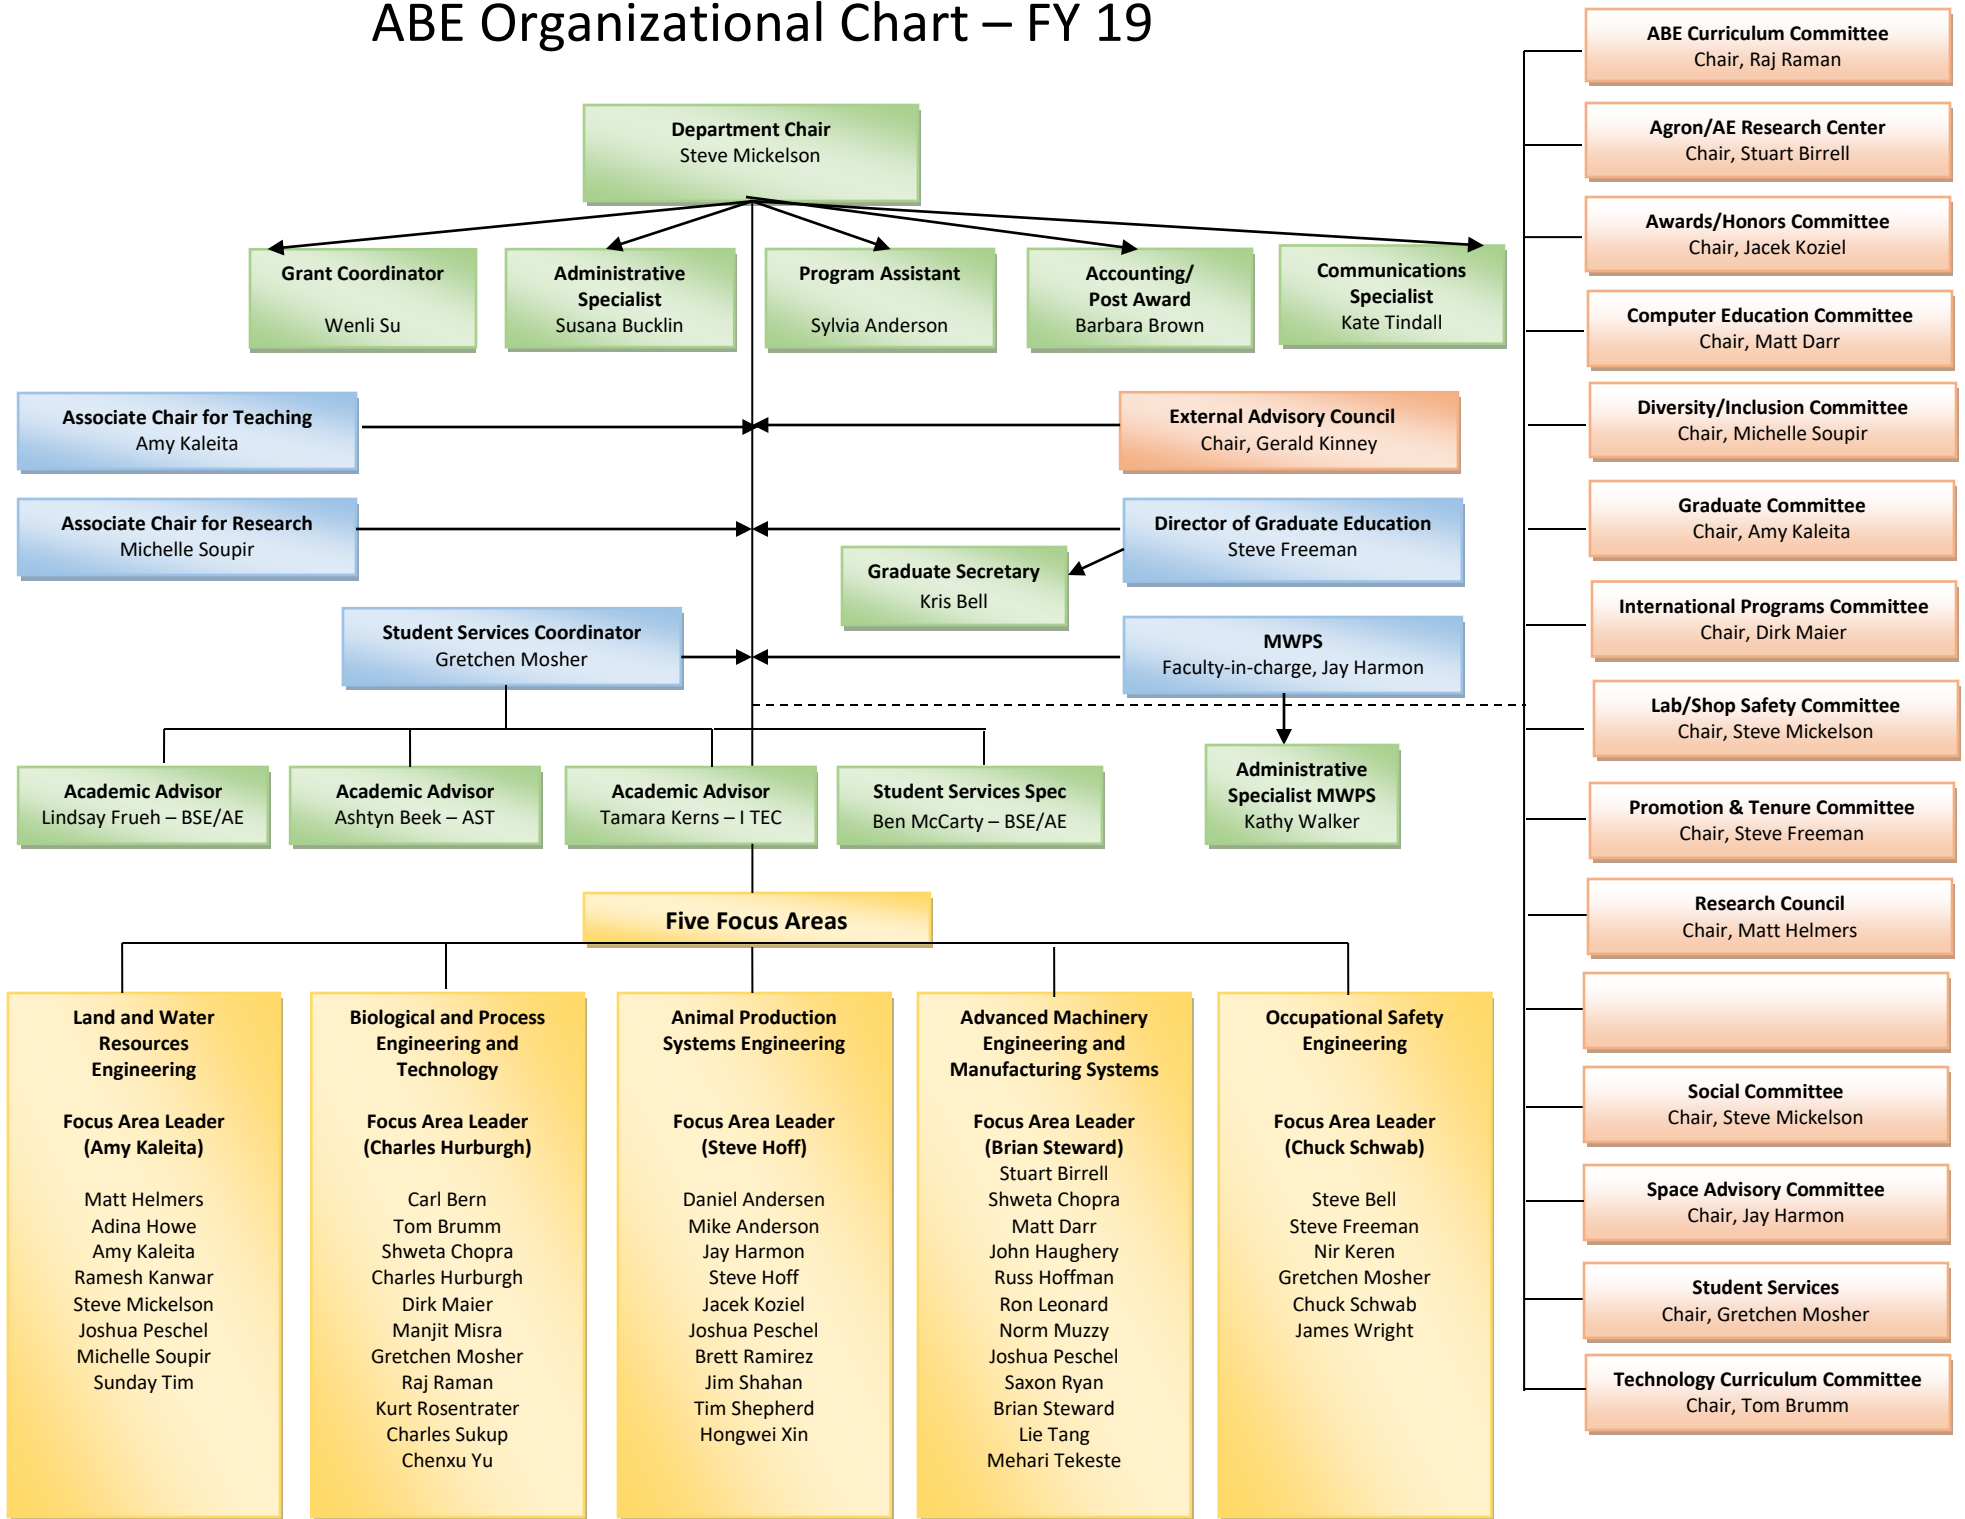 ABE Organizational Chart – FY 19
Department Chair
Steve Mickelson
Grant Coordinator
Wenli Su
Administrative
Specialist
Susana Bucklin
Program Assistant
Sylvia Anderson
Accounting/
Post Award
Barbara Brown
Communications
Specialist
Kate Tindall
Associate Chair for Teaching
Amy Kaleita
External Advisory Council
Chair, Gerald Kinney
Associate Chair for Research
Michelle Soupir
Director of Graduate Education
Steve Freeman
Graduate Secretary
Kris Bell
Student Services Coordinator
Gretchen Mosher
MWPS
Faculty-in-charge, Jay Harmon
Academic Advisor
Lindsay Frueh – BSE/AE
Academic Advisor
Ashtyn Beek – AST
Academic Advisor
Tamara Kerns – I TEC
Student Services Spec
Ben McCarty – BSE/AE
Administrative
Specialist MWPS
Kathy Walker
Five Focus Areas
Land and Water
Resources
Engineering
Focus Area Leader
(Amy Kaleita)
Matt Helmers
Adina Howe
Amy Kaleita
Ramesh Kanwar
Steve Mickelson
Joshua Peschel
Michelle Soupir
Sunday Tim
Biological and Process
Engineering and
Technology
Focus Area Leader
(Charles Hurburgh)
Carl Bern
Tom Brumm
Shweta Chopra
Charles Hurburgh
Dirk Maier
Manjit Misra
Gretchen Mosher
Raj Raman
Kurt Rosentrater
Charles Sukup
Chenxu Yu
Animal Production
Systems Engineering
Focus Area Leader
(Steve Hoff)
Daniel Andersen
Mike Anderson
Jay Harmon
Steve Hoff
Jacek Koziel
Joshua Peschel
Brett Ramirez
Jim Shahan
Tim Shepherd
Hongwei Xin
Advanced Machinery
Engineering and
Manufacturing Systems
Focus Area Leader
(Brian Steward)
Stuart Birrell
Shweta Chopra
Matt Darr
John Haughery
Russ Hoffman
Ron Leonard
Norm Muzzy
Joshua Peschel
Saxon Ryan
Brian Steward
Lie Tang
Mehari Tekeste
Occupational Safety
Engineering
Focus Area Leader
(Chuck Schwab)
Steve Bell
Steve Freeman
Nir Keren
Gretchen Mosher
Chuck Schwab
James Wright
ABE Curriculum Committee
Chair, Raj Raman
Agron/AE Research Center
Chair, Stuart Birrell
Awards/Honors Committee
Chair, Jacek Koziel
Computer Education Committee
Chair, Matt Darr
Diversity/Inclusion Committee
Chair, Michelle Soupir
Graduate Committee
Chair, Amy Kaleita
International Programs Committee
Chair, Dirk Maier
Lab/Shop Safety Committee
Chair, Steve Mickelson
Promotion & Tenure Committee
Chair, Steve Freeman
Research Council
Chair, Matt Helmers
Social Committee
Chair, Steve Mickelson
Space Advisory Committee
Chair, Jay Harmon
Student Services
Chair, Gretchen Mosher
Technology Curriculum Committee
Chair, Tom Brumm